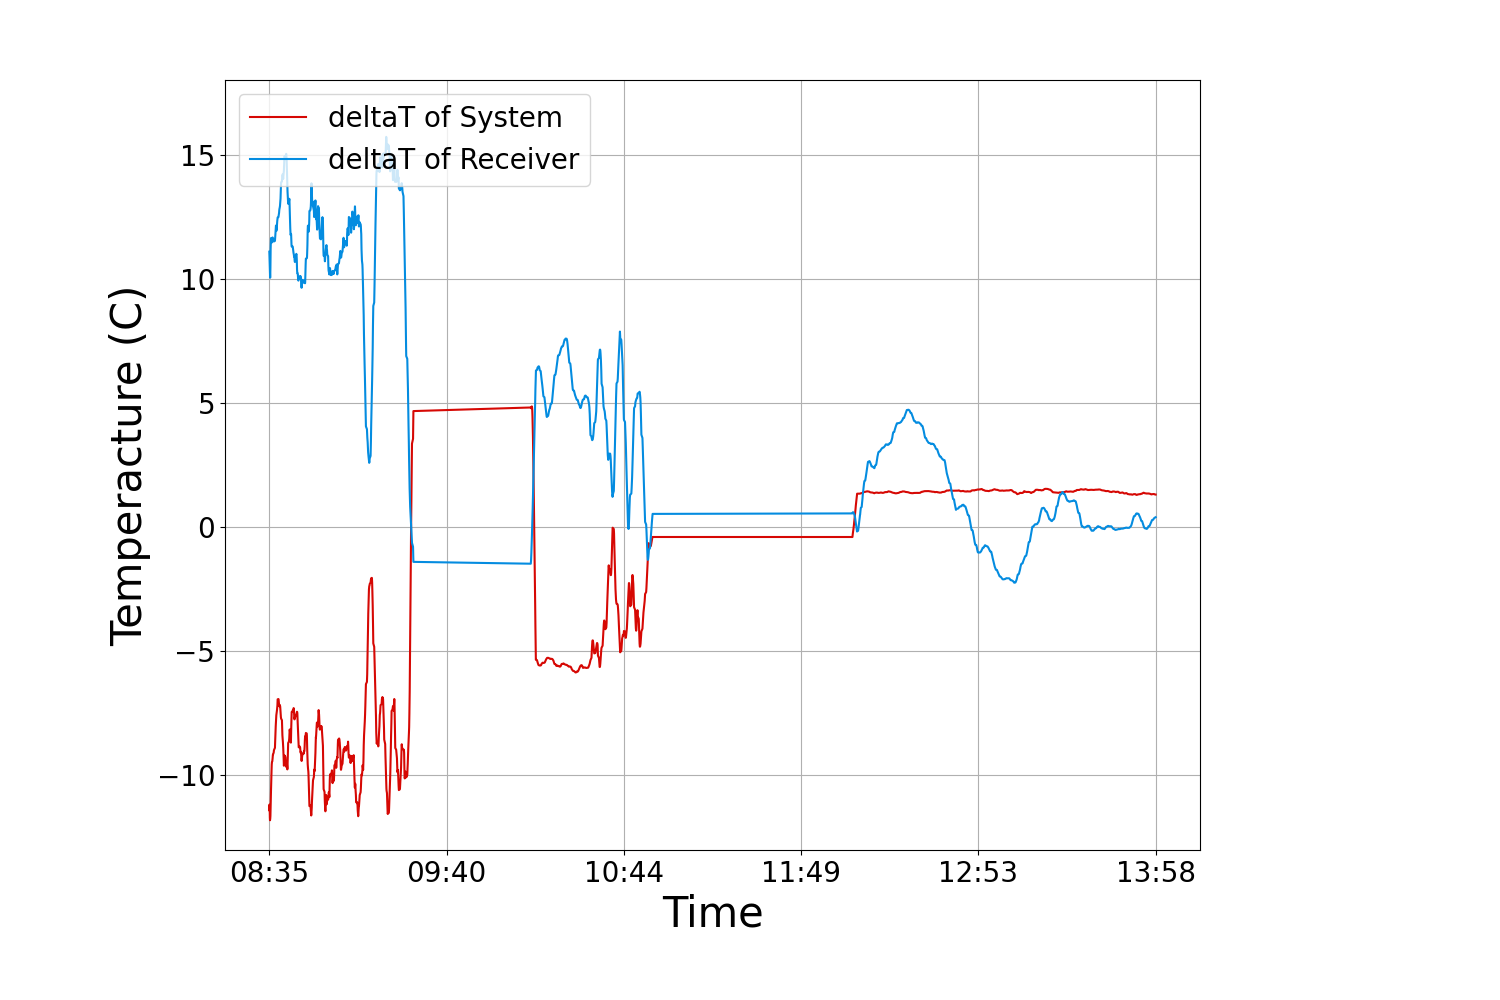 deltaT of System
deltaT of Receiver
15
10
5
0
−5
−10
Temperacture (C)
08:35 09:40 10:44 11:49 12:53 13:58
Time